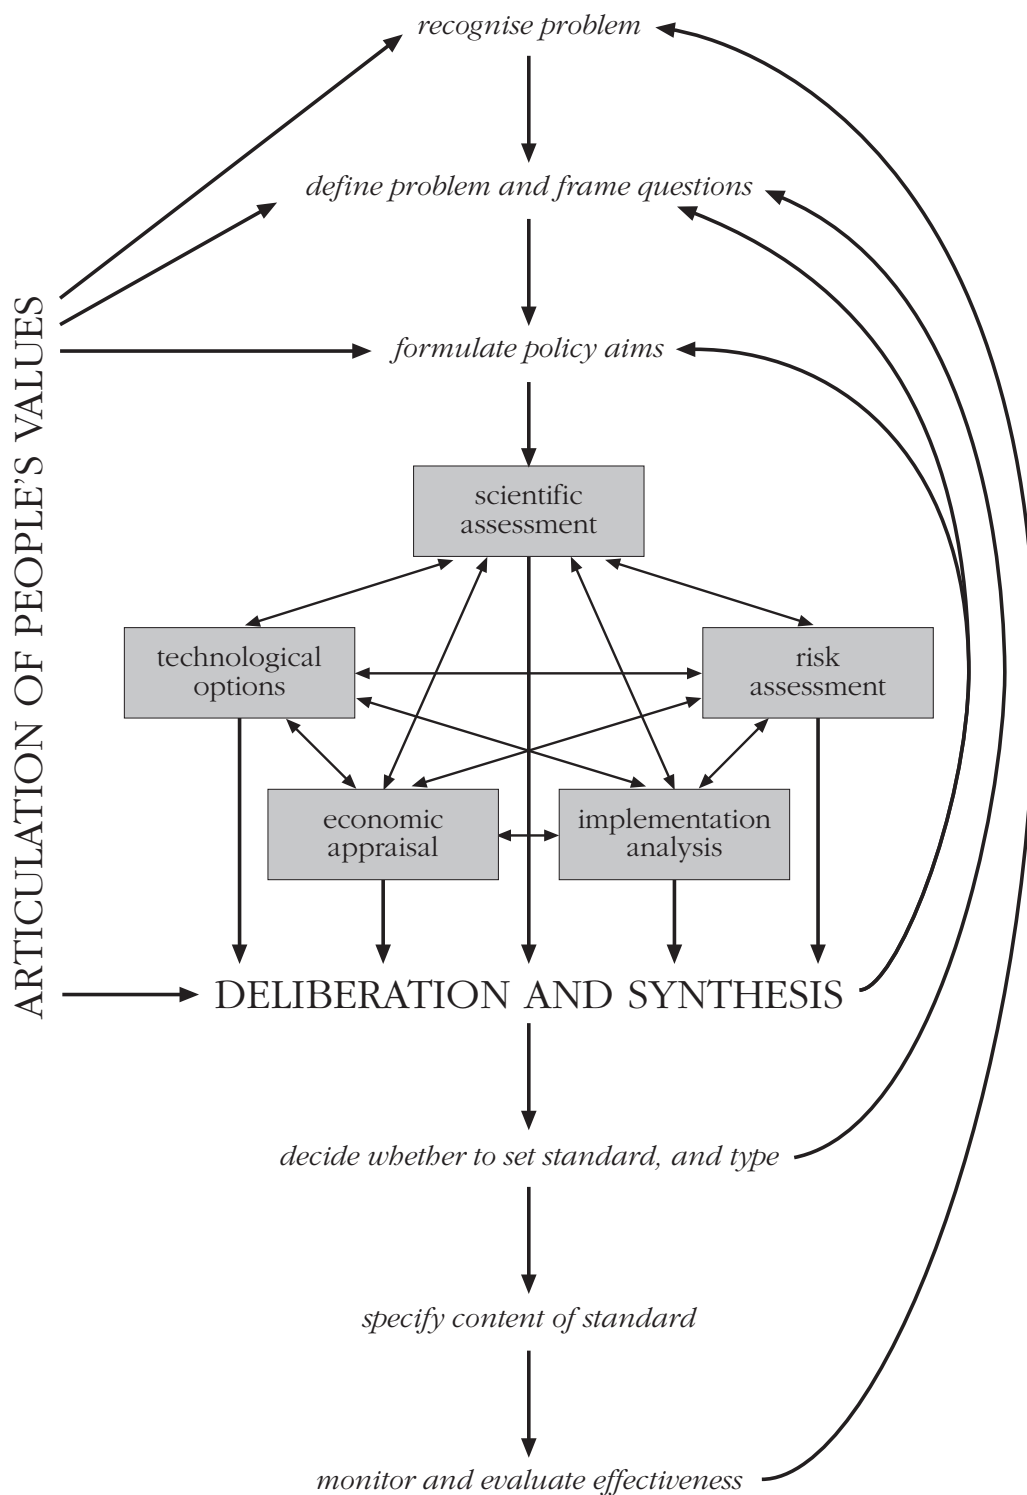 recognise problem
define problem and frame questions
ARTICULATION OF PEOPLE'S VALUES
formulate policy aims
scientific
assessment
technological
options
risk
assessment
economic
appraisal
implementation
analysis
DELIBERATION AND SYNTHESIS
decide whether to set standard, and type
specify content of standard
monitor and evaluate effectiveness